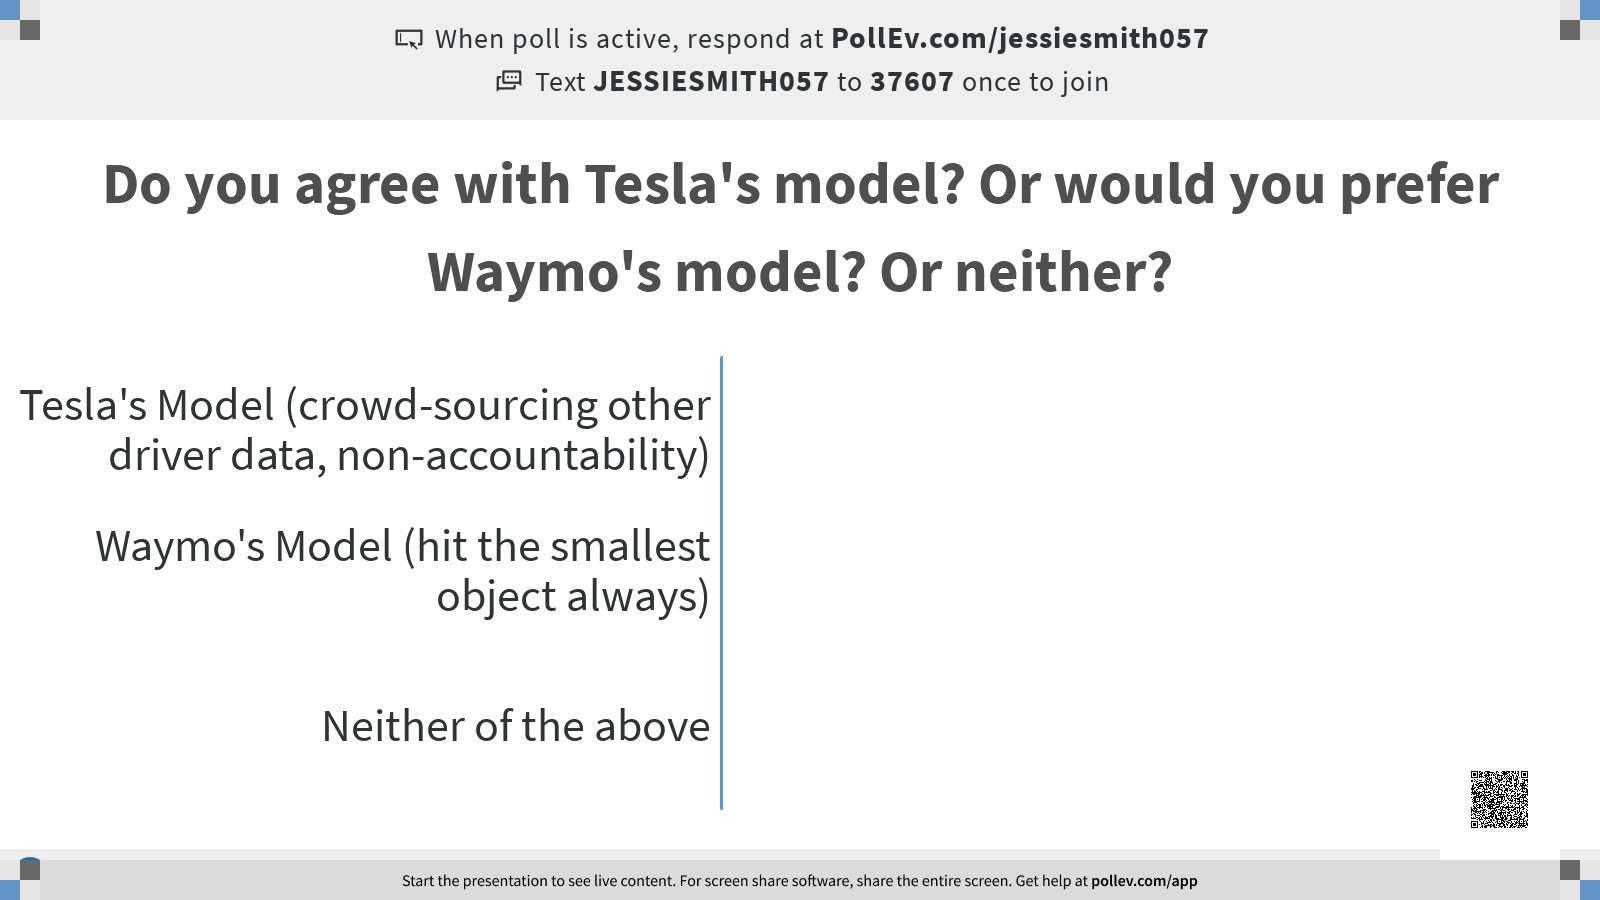 When poll is active, respond at PollEv.com/jessiesmith057
Text JESSIESMITH057 to 37607 once to join
Do you agree with Tesla's model? Or would you prefer
Waymo's model? Or neither?
Tesla's Model (crowd-sourcing other
driver data, non-accountability)
Waymo's Model (hit the smallest
object always)
Neither of the above
Start the presentation to see live content. For screen share software, share the entire screen. Get help at pollev.com/app